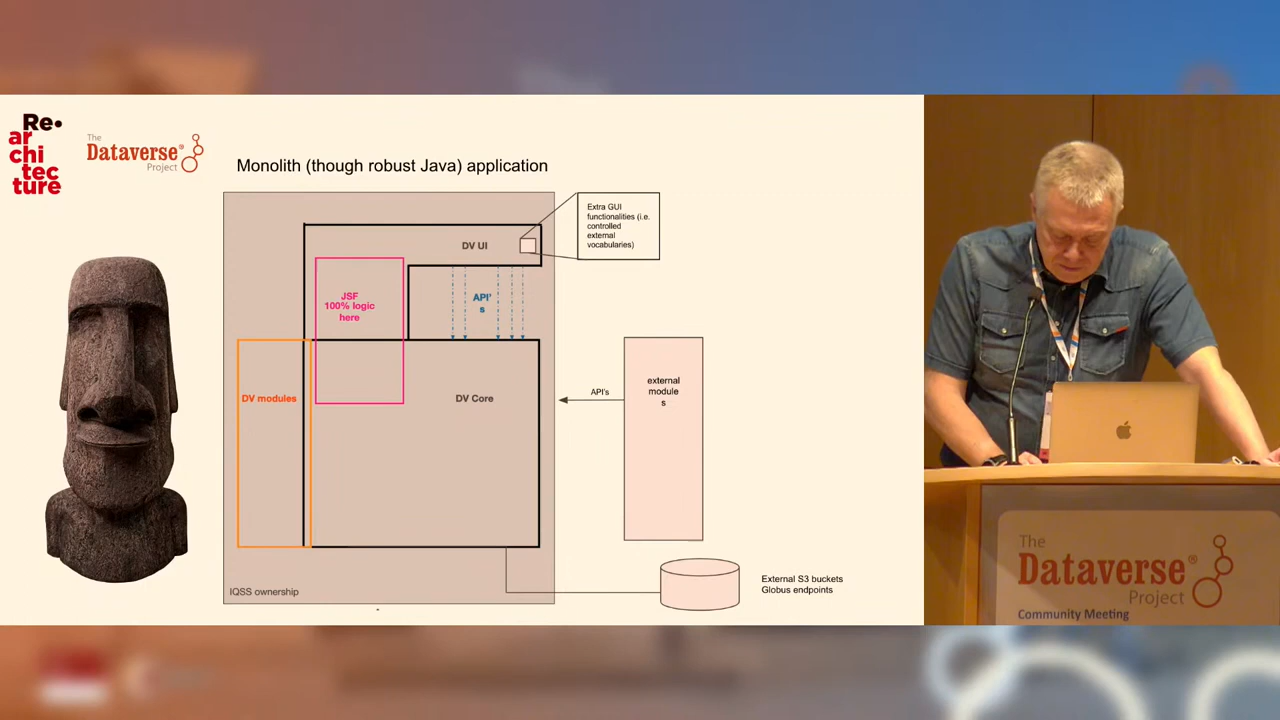 Re•
ar
chi
tec
ture
The
Dataverse®
Project
Monolith (though robust Java) application
Extra GUI
functionalities (i.e.
controlled
external
vocabularies)
DV UI
JSF
100% logic
here
API'
s
DV modules
DV Core
API's
external
module
s
External S3 buckets
Globus endpoints
IQSS ownership
The
Dataverse®
Project
Community Meeting